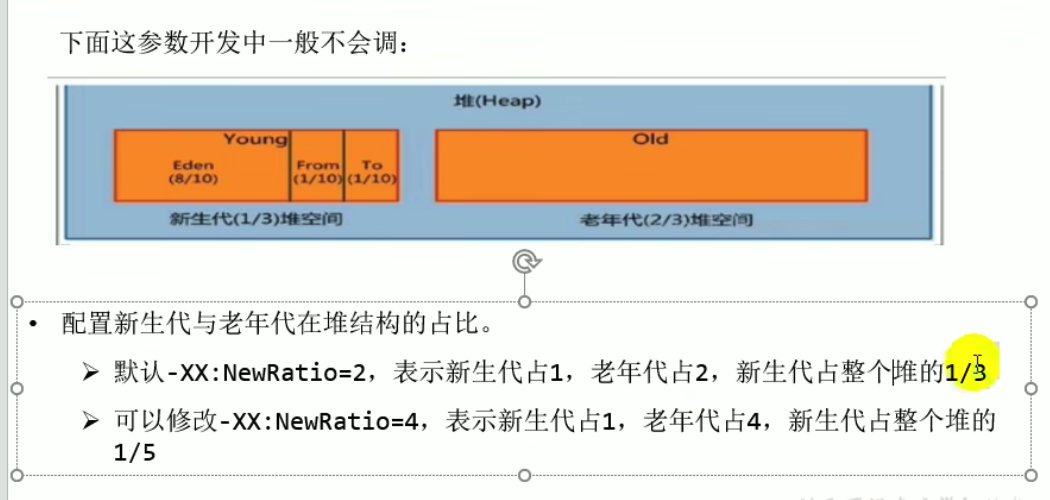 下面这参数开发中一般不会调：
堆(Heap)
Young
Old
Eden
From
To
(8/10)
(1/10)
(1/10)
新生代(1/3)堆空间
老年代(2/3)堆空间
• 配置新生代与老年代在堆结构的占比。
➢ 默认-XX:NewRatio=2，表示新生代占1，老年代占2，新生代占整个堆的1/3
➢ 可以修改-XX:NewRatio=4，表示新生代占1，老年代占4，新生代占整个堆的
1/5